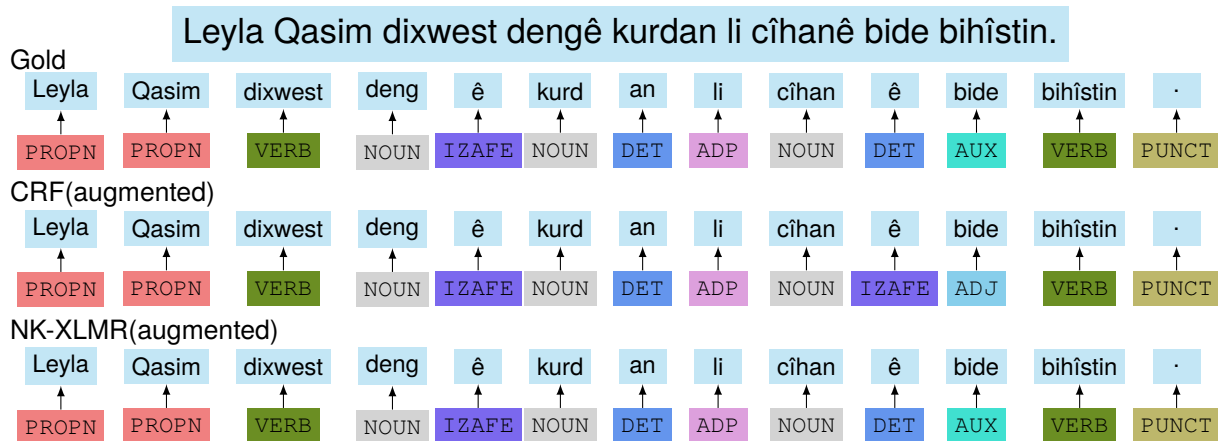 Leyla Qasim dixwest dengê kurdan li cîhanê bide bihîstin.
Gold
Leyla Qasim dixwest deng ê kurd an li cîhan ê bide bihîstin .
PROPN PROPN VERB NOUN IZAFE NOUN DET ADP NOUN DET AUX VERB PUNCT
CRF(augmented)
Leyla Qasim dixwest deng ê kurd an li cîhan ê bide bihîstin .
PROPN PROPN VERB NOUN IZAFE NOUN DET ADP NOUN IZAFE ADJ VERB PUNCT
NK-XLMR(augmented)
Leyla Qasim dixwest deng ê kurd an li cîhan ê bide bihîstin .
PROPN PROPN VERB NOUN IZAFE NOUN DET ADP NOUN DET AUX VERB PUNCT